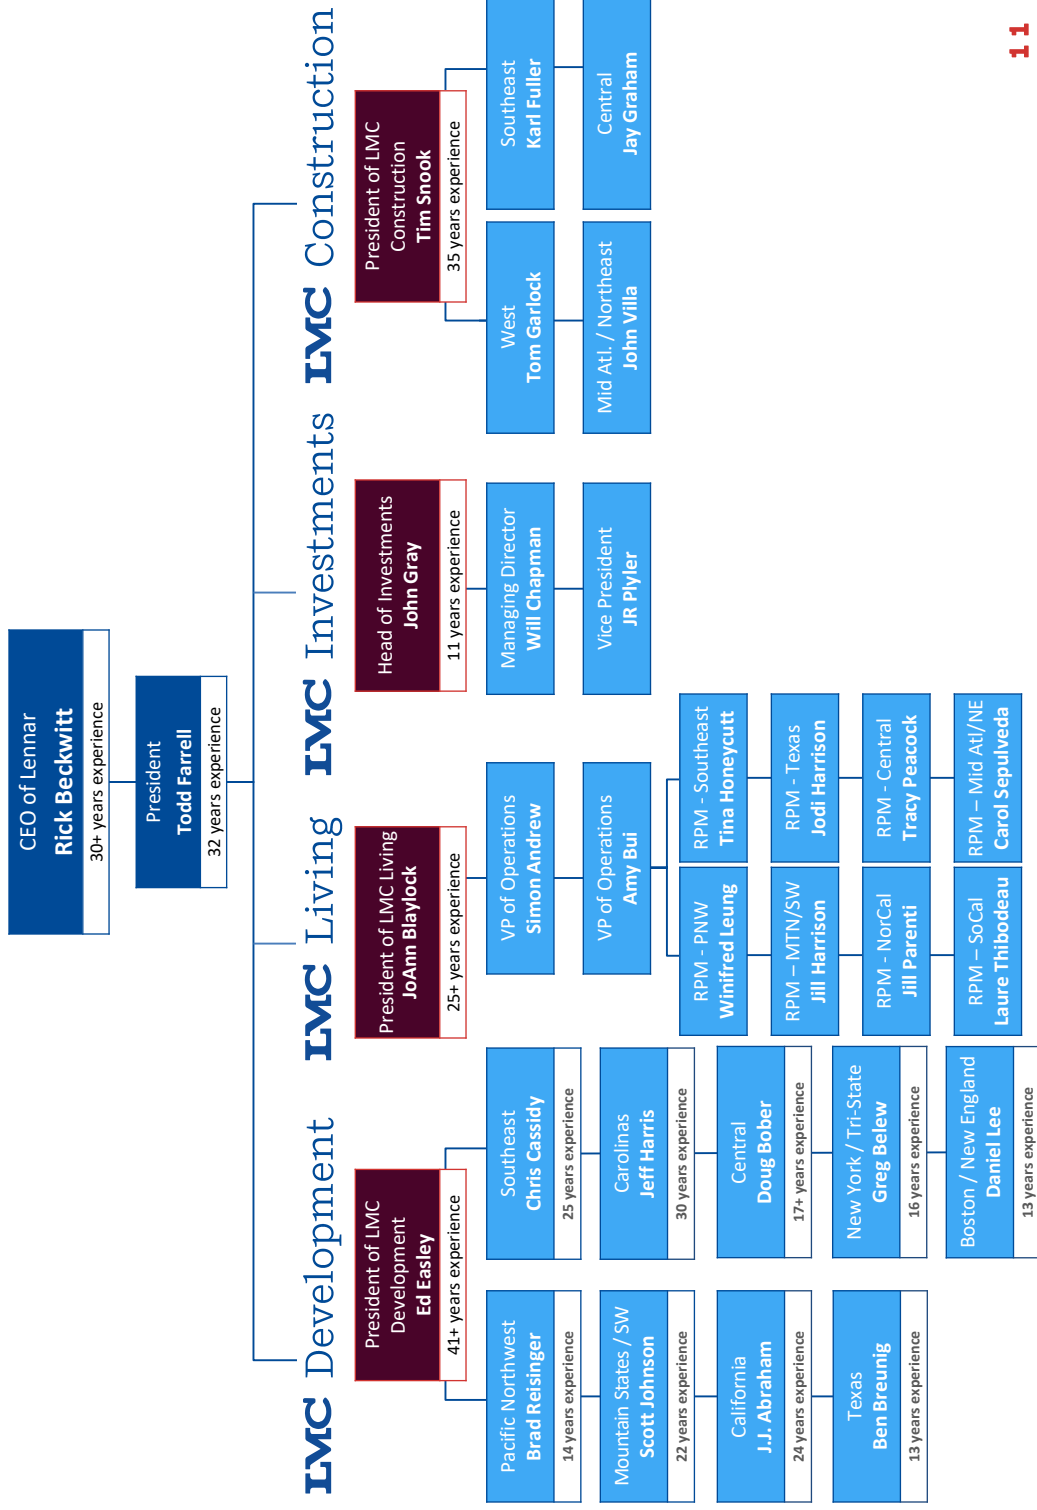 CEO of Lennar
Rick Beckwitt
30+ years experience
President
Todd Farrell
32 years experience
LMC Development
President of LMC
Development
Ed Easley
41+ years experience
Pacific Northwest
Brad Reisinger
14 years experience
Mountain States / SW
Scott Johnson
22 years experience
California
J.J. Abraham
24 years experience
Texas
Ben Breunig
13 years experience
Southeast
Chris Cassidy
25 years experience
Carolinas
Jeff Harris
30 years experience
Central
Doug Bober
17+ years experience
New York / Tri-State
Greg Belew
16 years experience
Boston / New England
Daniel Lee
13 years experience
LMC Living
President of LMC Living
JoAnn Blaylock
25+ years experience
VP of Operations
Simon Andrew
VP of Operations
Amy Bui
RPM - PNW
Winifred Leung
RPM – MTN/SW
Jill Harrison
RPM - NorCal
Jill Parenti
RPM – SoCal
Laure Thibodeau
RPM - Southeast
Tina Honeycutt
RPM - Texas
Jodi Harrison
RPM - Central
Tracy Peacock
RPM – Mid Atl/NE
Carol Sepulveda
LMC Investments
Head of Investments
John Gray
11 years experience
Managing Director
Will Chapman
Vice President
JR Plyler
LMC Construction
President of LMC
Construction
Tim Snook
35 years experience
West
Tom Garlock
Mid Atl. / Northeast
John Villa
Southeast
Karl Fuller
Central
Jay Graham
11